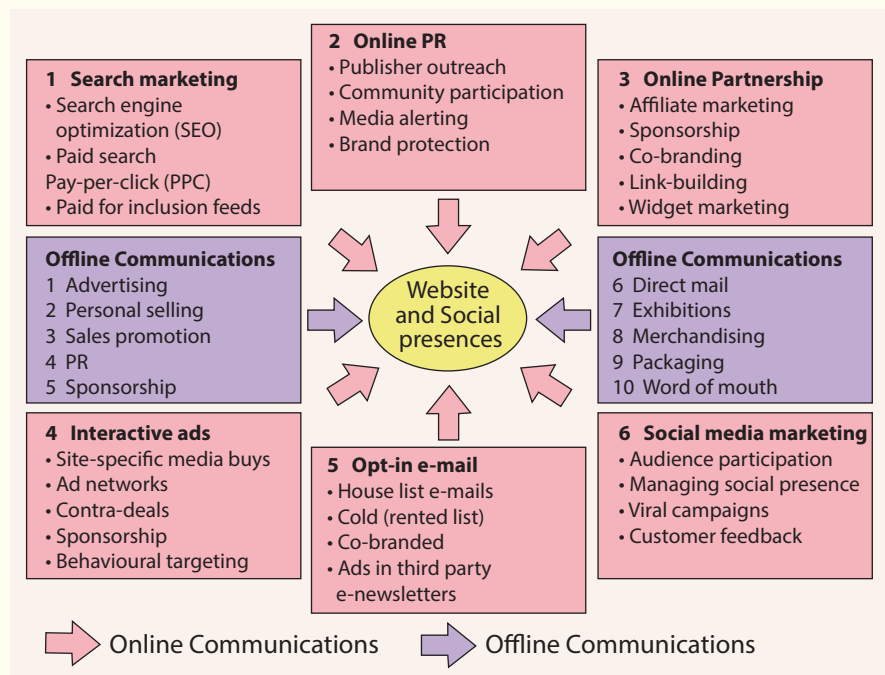 1 Search marketing
• Search engine
optimization (SEO)
• Paid search
Pay-per-click (PPC)
• Paid for inclusion feeds
2 Online PR
• Publisher outreach
• Community participation
• Media alerting
• Brand protection
3 Online Partnership
• Affiliate marketing
• Sponsorship
• Co-branding
• Link-building
• Widget marketing
Offline Communications
1 Advertising
2 Personal selling
3 Sales promotion
4 PR
5 Sponsorship
Website
and Social
presences
Offline Communications
6 Direct mail
7 Exhibitions
8 Merchandising
9 Packaging
10 Word of mouth
4 Interactive ads
• Site-specific media buys
• Ad networks
• Contra-deals
• Sponsorship
• Behavioural targeting
5 Opt-in e-mail
• House list e-mails
• Cold (rented list)
• Co-branded
• Ads in third party
e-newsletters
6 Social media marketing
• Audience participation
• Managing social presence
• Viral campaigns
• Customer feedback
Online Communications
Offline Communications